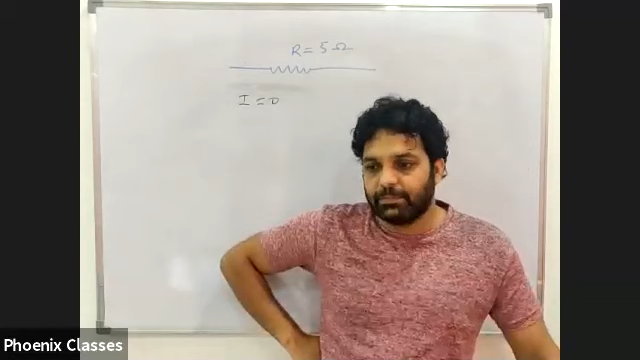 R = 5 Ω
I = 0
Phoenix Classes